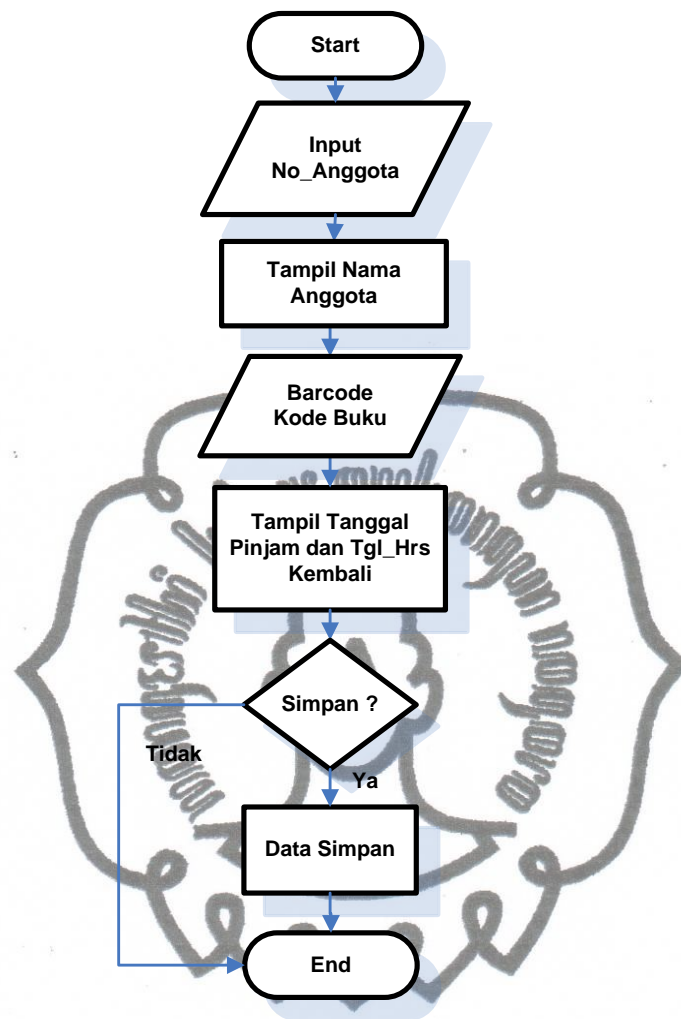 Start
Input
No_Anggota
Tampil Nama
Anggota
Barcode
Kode Buku
Tampil Tanggal
Pinjam dan Tgl_Hrs
Kembali
Simpan ?
Tidak
Ya
Data Simpan
End